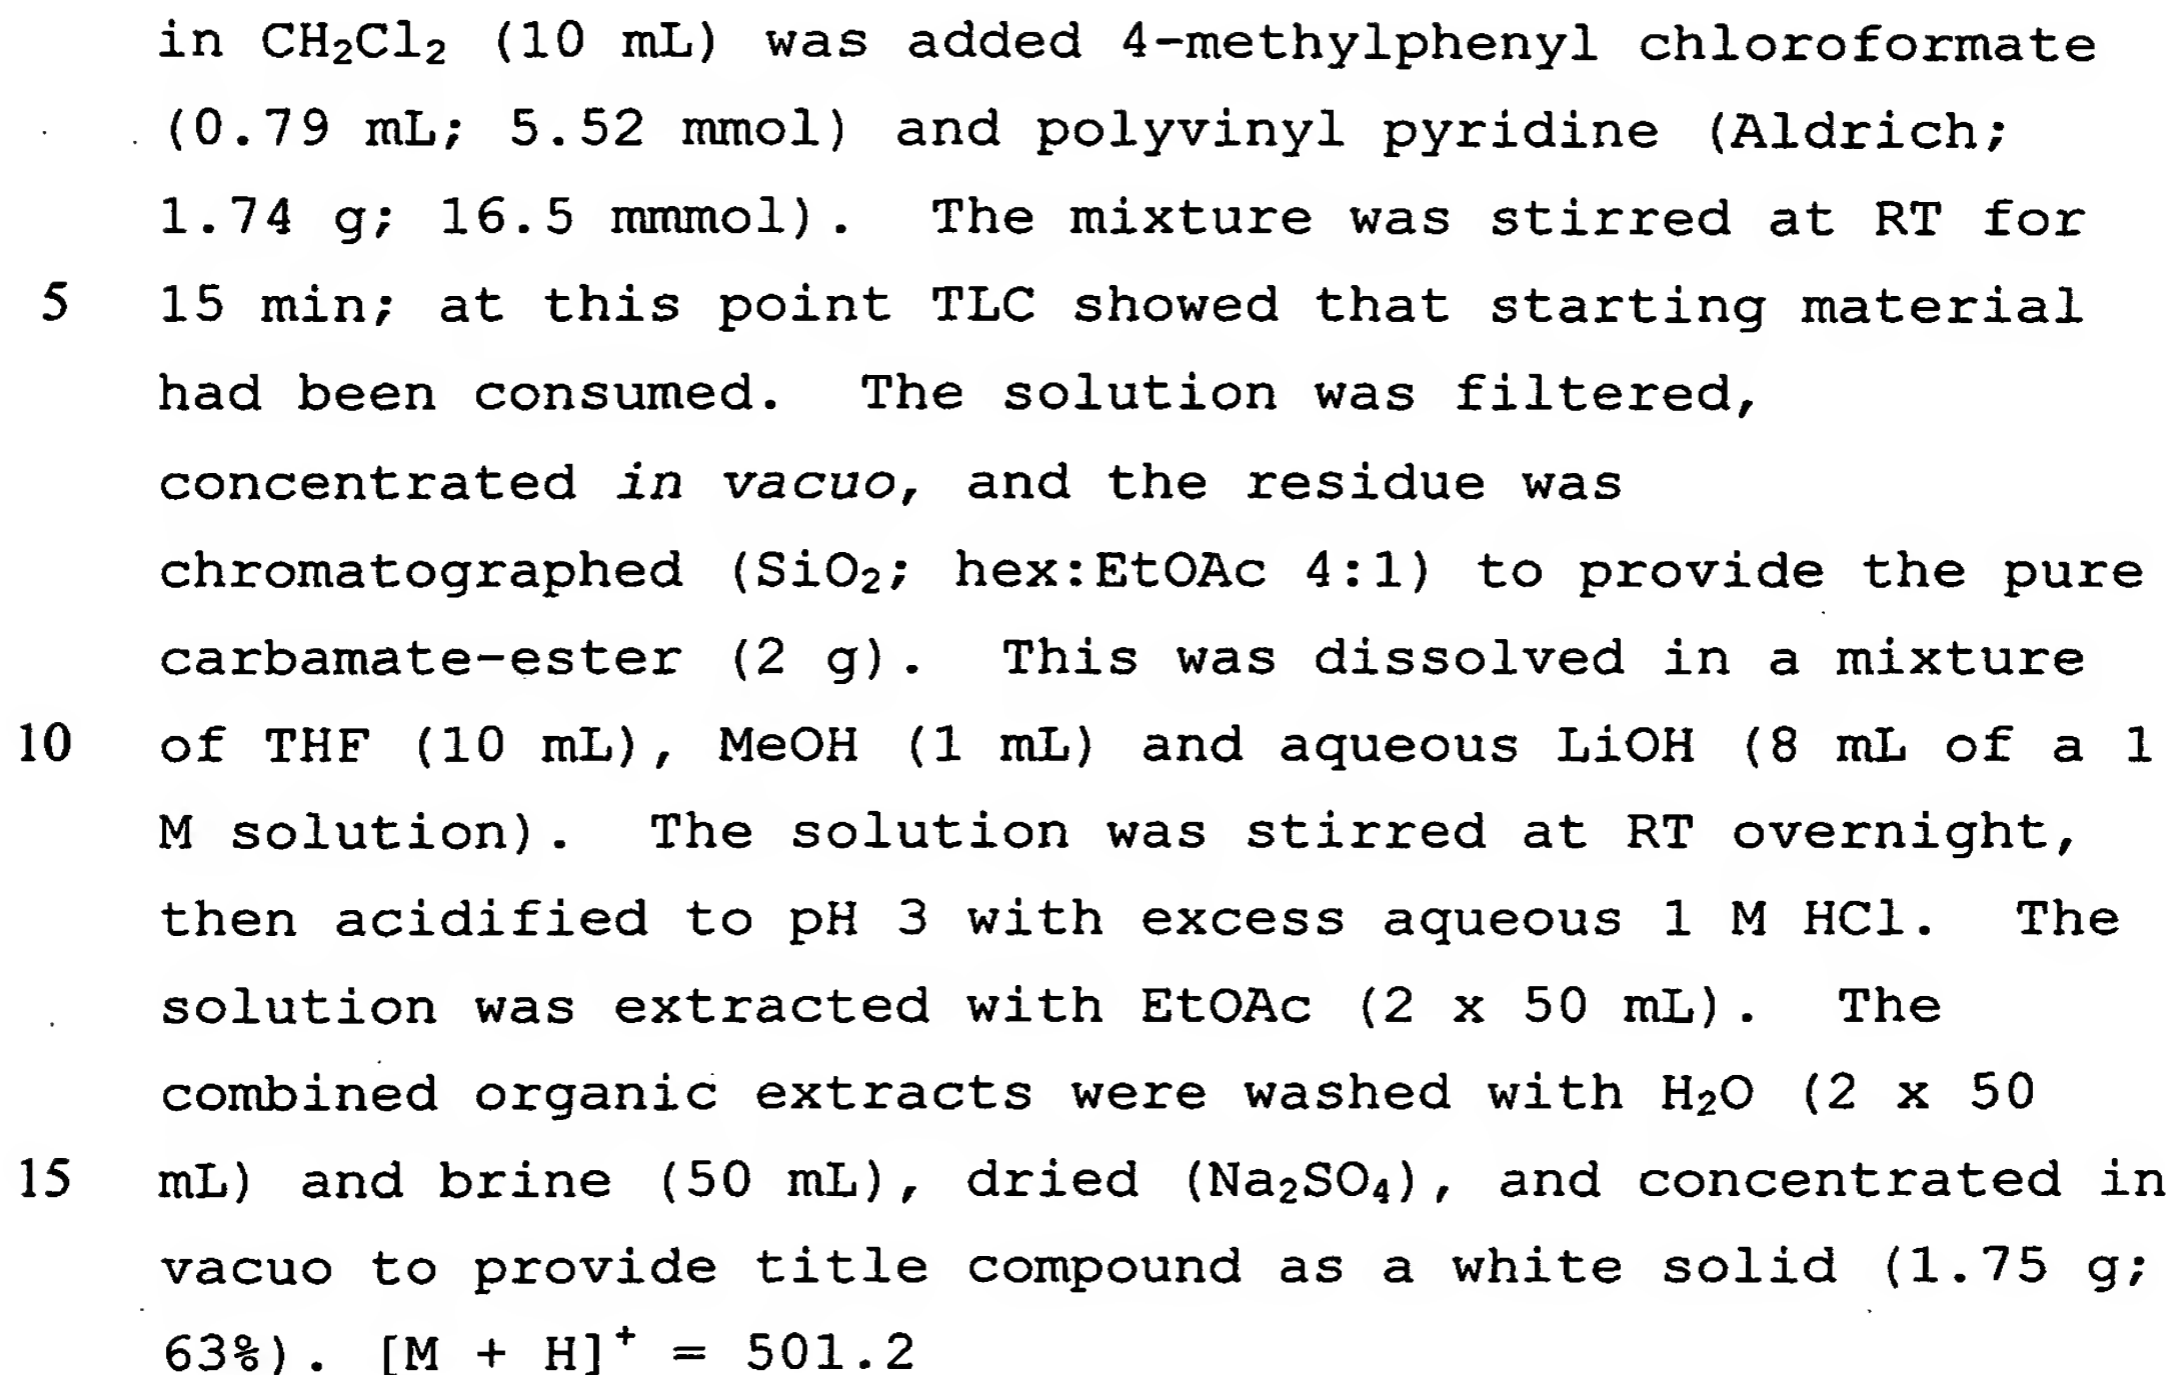 in CH₂Cl₂ (10 mL) was added 4-methylphenyl chloroformate
(0.79 mL; 5.52 mmol) and polyvinyl pyridine (Aldrich;
1.74 g; 16.5 mmmol). The mixture was stirred at RT for
5 15 min; at this point TLC showed that starting material
had been consumed. The solution was filtered,
concentrated in vacuo, and the residue was
chromatographed (SiO₂; hex:EtOAc 4:1) to provide the pure
carbamate-ester (2 g). This was dissolved in a mixture
10 of THF (10 mL), MeOH (1 mL) and aqueous LiOH (8 mL of a 1
M solution). The solution was stirred at RT overnight,
then acidified to pH 3 with excess aqueous 1 M HCl. The
solution was extracted with EtOAc (2 x 50 mL). The
combined organic extracts were washed with H₂O (2 x 50
15 mL) and brine (50 mL), dried (Na₂SO₄), and concentrated in
vacuo to provide title compound as a white solid (1.75 g;
63%). [M + H]⁺ = 501.2